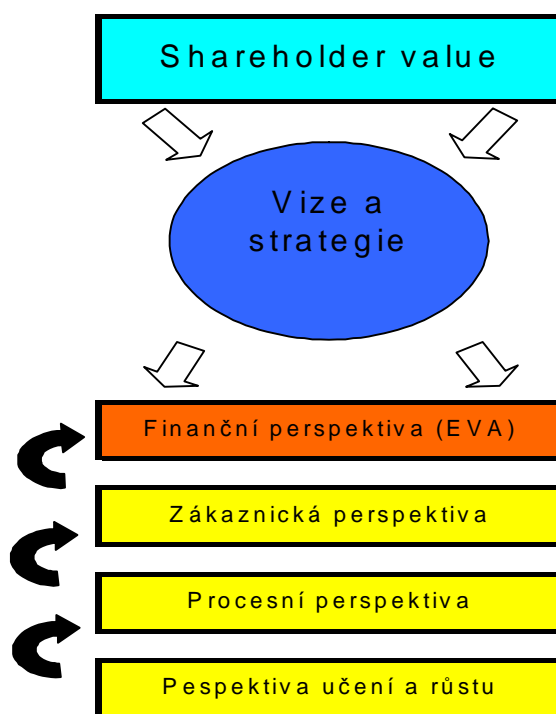 Shareholder value
Vize a
strategie
Finanční perspektiva (EVA)
Zákaznická perspektiva
Procesní perspektiva
Pespektiva učení a růstu